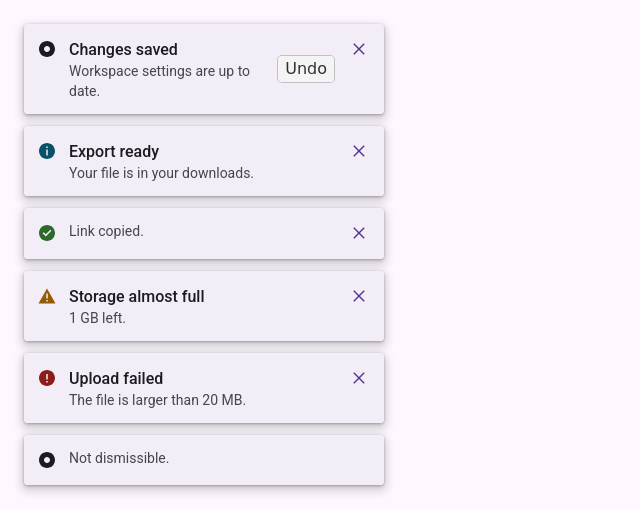 Changes saved
Workspace settings are up to
date.
Undo
Export ready
Your file is in your downloads.
Link copied.
Storage almost full
1 GB left.
Upload failed
The file is larger than 20 MB.
Not dismissible.